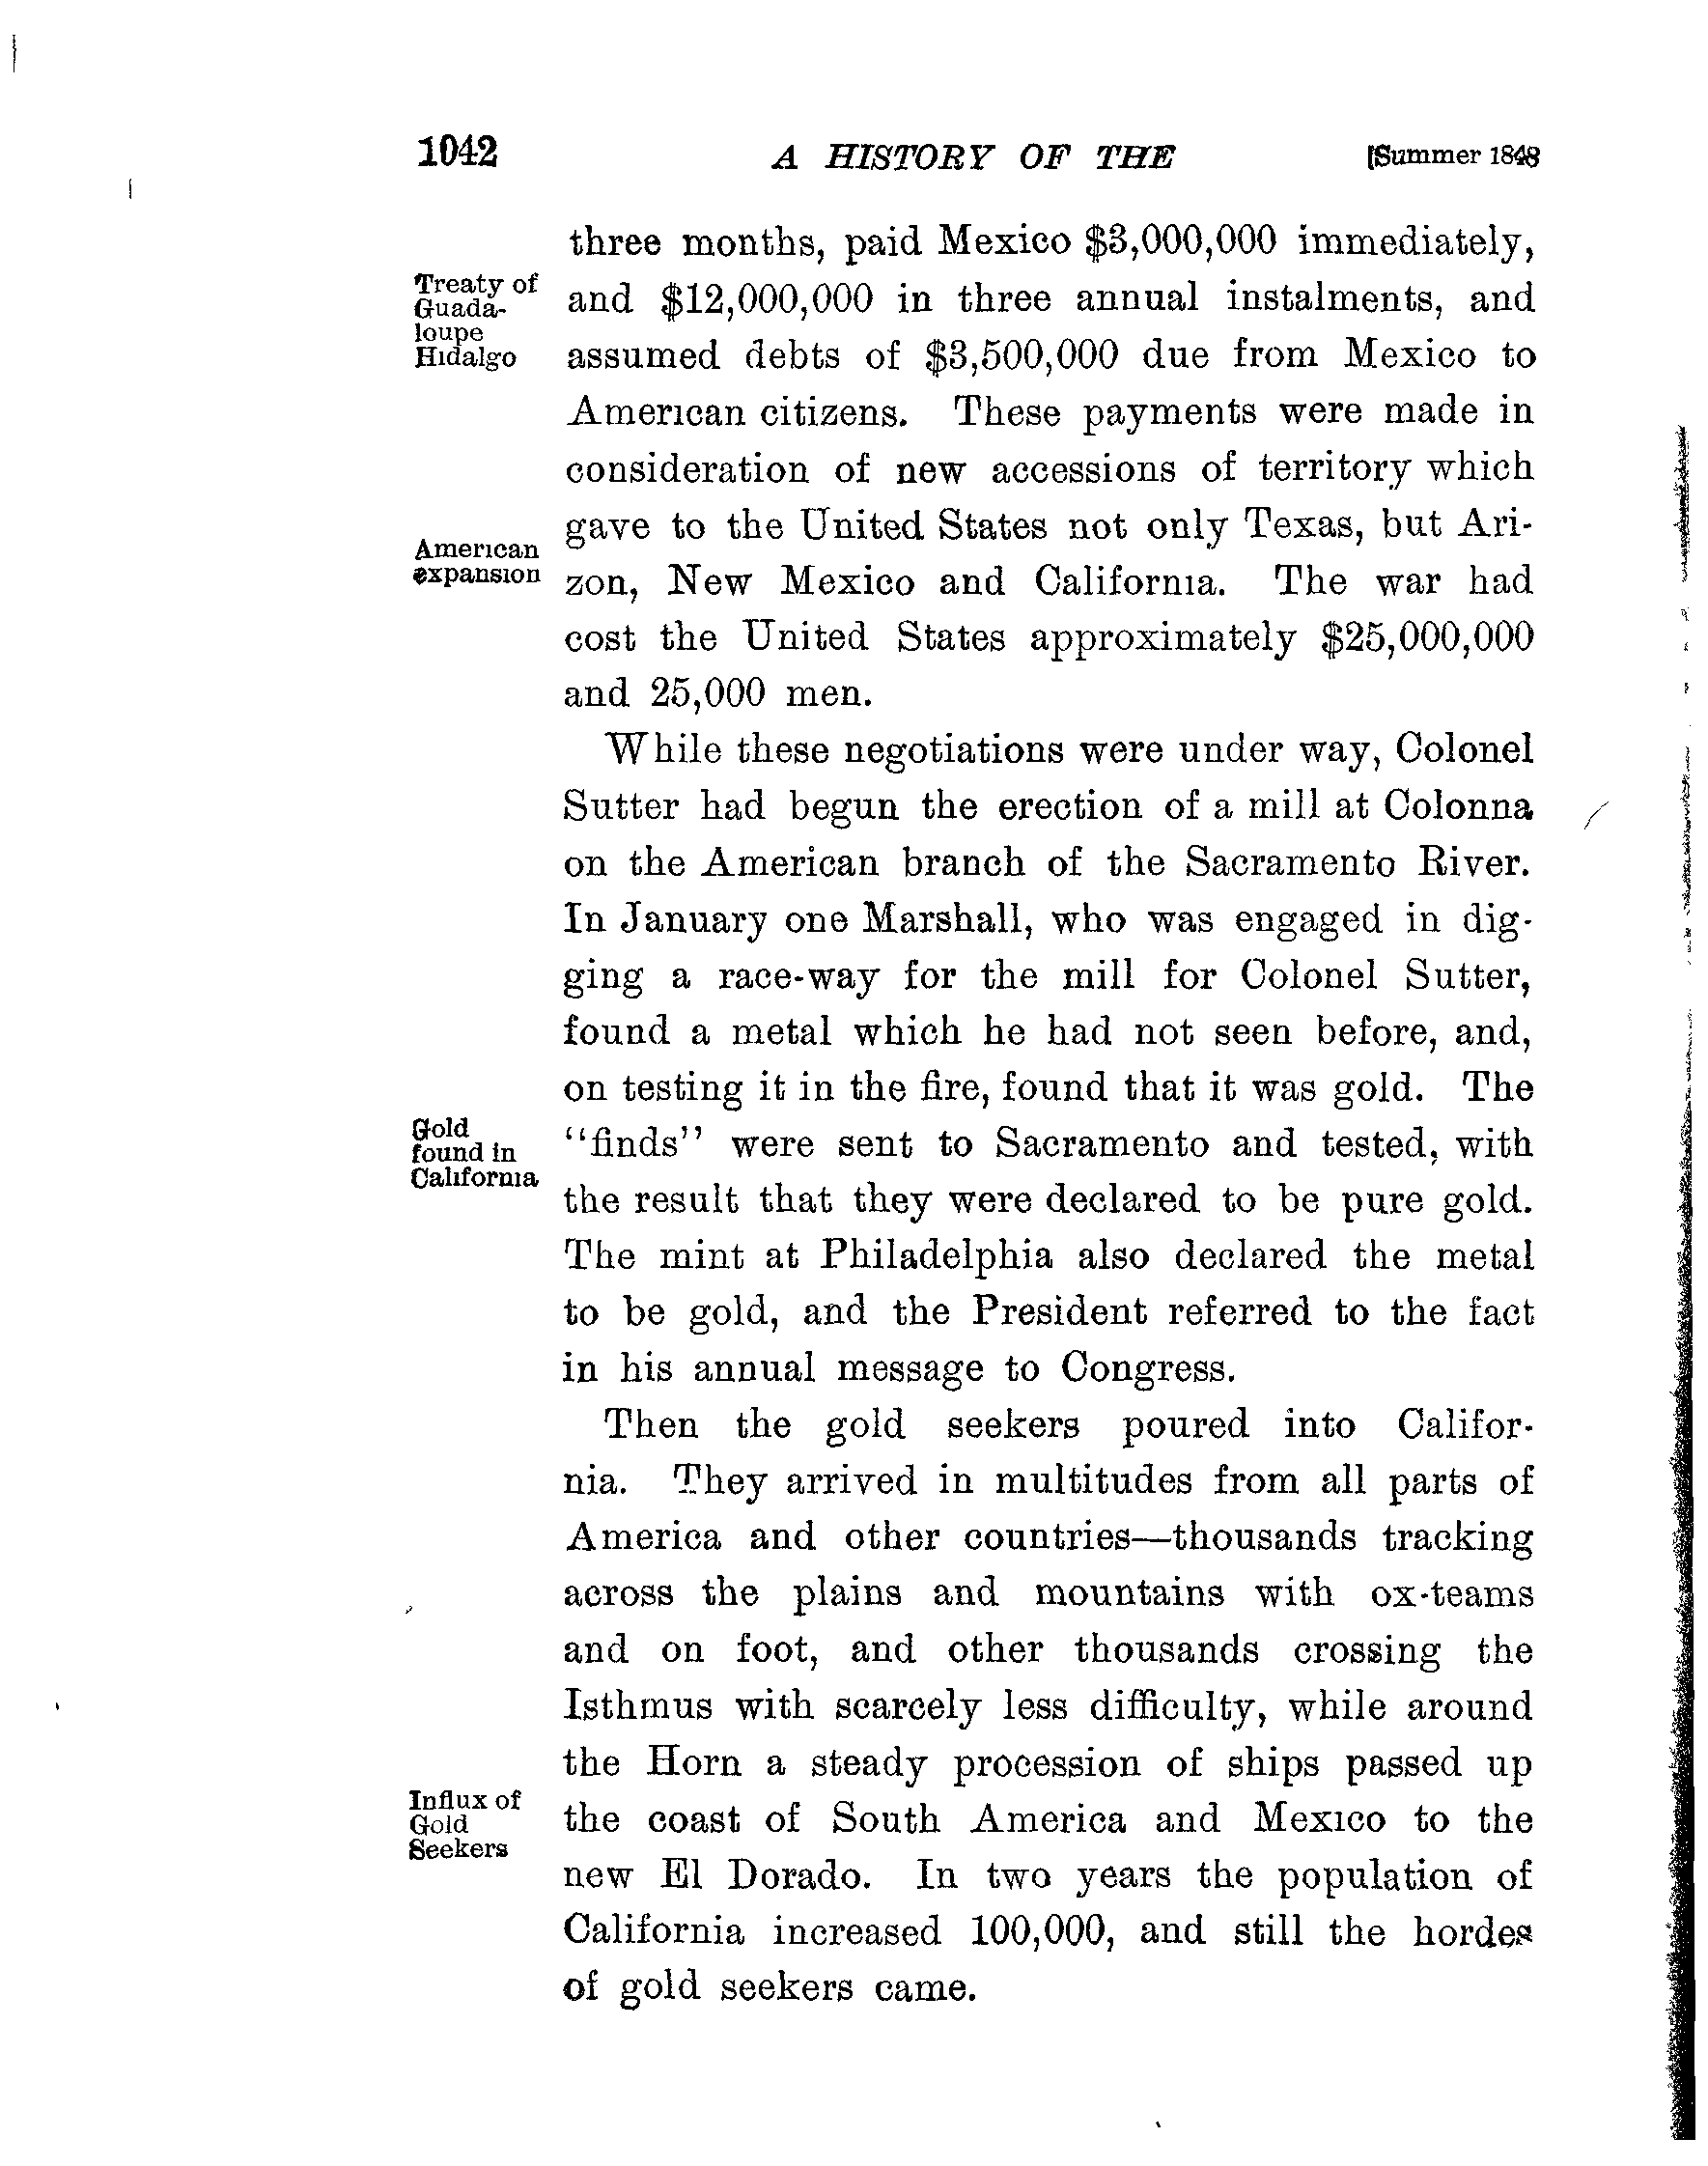 1042 A HISTORY OF THE [Summer 1848
three months, paid Mexico $3,000,000 immediately,
Treaty of
Guada-
loupe
Hidalgo
and $12,000,000 in three annual instalments, and
assumed debts of $3,500,000 due from Mexico to
American citizens. These payments were made in
consideration of new accessions of territory which
gave to the United States not only Texas, but Ari-
American
expansion
zon, New Mexico and California. The war had
cost the United States approximately $25,000,000
and 25,000 men.
While these negotiations were under way, Colonel
Sutter had begun the erection of a mill at Colonna
on the American branch of the Sacramento River.
In January one Marshall, who was engaged in dig-
ging a race-way for the mill for Colonel Sutter,
found a metal which he had not seen before, and,
on testing it in the fire, found that it was gold. The
Gold
found in
California
"finds" were sent to Sacramento and tested, with
the result that they were declared to be pure gold.
The mint at Philadelphia also declared the metal
to be gold, and the President referred to the fact
in his annual message to Congress.
Then the gold seekers poured into Califor-
nia. They arrived in multitudes from all parts of
America and other countries—thousands tracking
across the plains and mountains with ox-teams
and on foot, and other thousands crossing the
Isthmus with scarcely less difficulty, while around
the Horn a steady procession of ships passed up
Influx of
Gold
Seekers
the coast of South America and Mexico to the
new El Dorado. In two years the population of
California increased 100,000, and still the hordes
of gold seekers came.